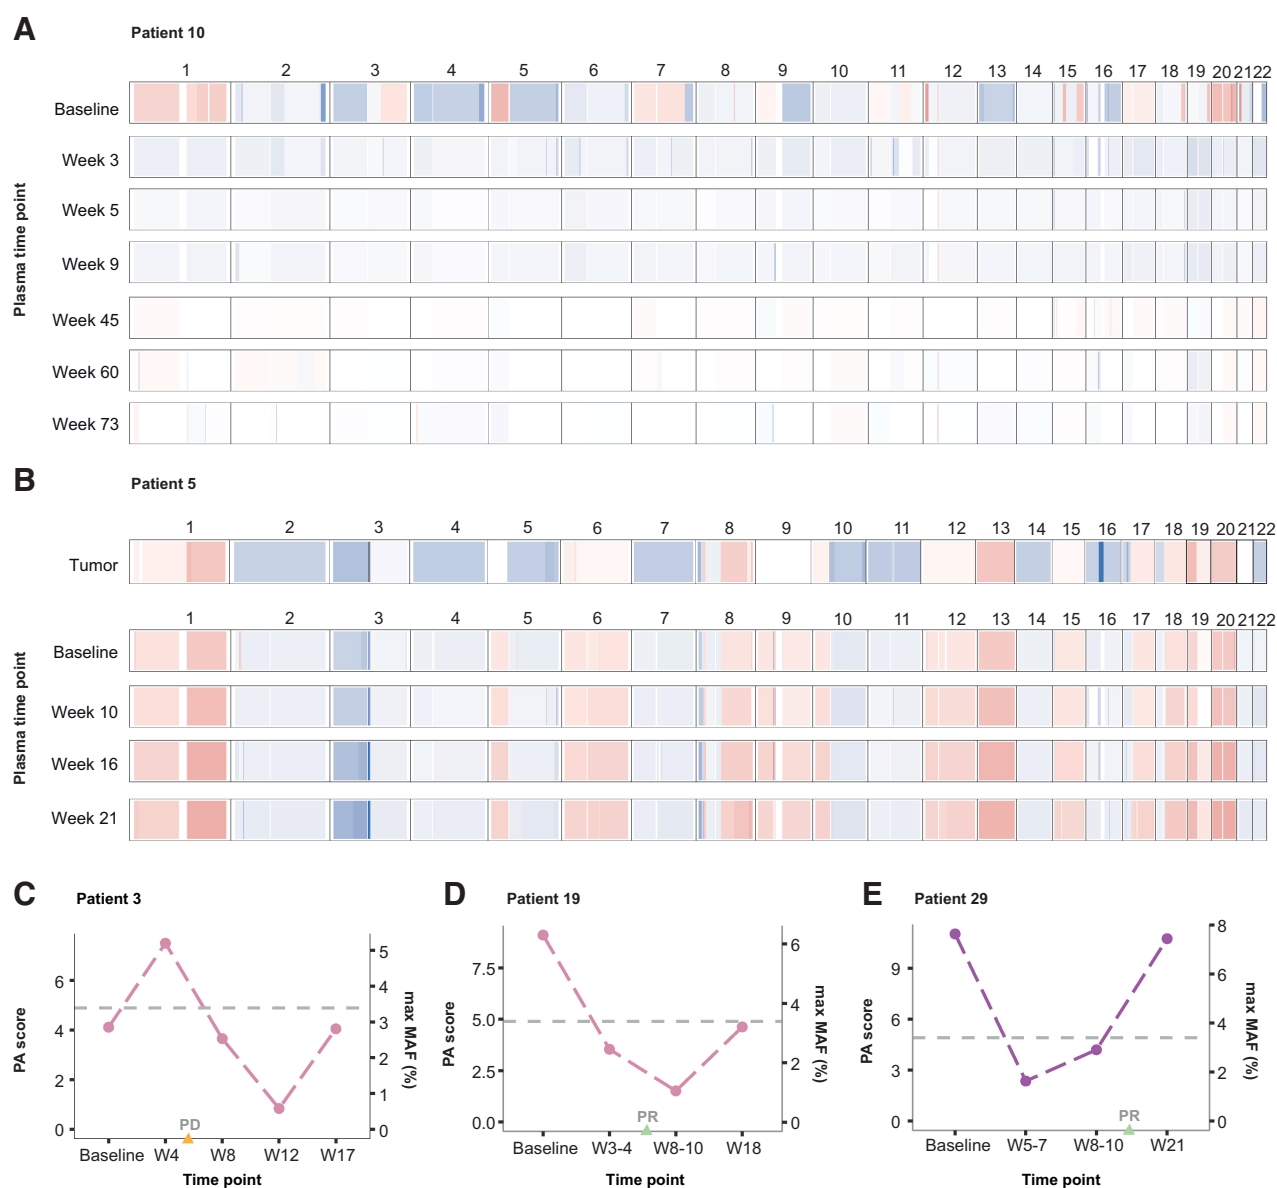 A
Patient 10
1 2 3 4 5 6 7 8 9 10 11 12 13 14 15 16 17 18 19 20 21 22
Baseline
Week 3
Week 5
Week 9
Week 45
Week 60
Week 73
Plasma time point
B
Patient 5
1 2 3 4 5 6 7 8 9 10 11 12 13 14 15 16 17 18 19 20 21 22
Tumor
1 2 3 4 5 6 7 8 9 10 11 12 13 14 15 16 17 18 19 20 21 22
Baseline
Week 10
Week 16
Week 21
Plasma time point
C
Patient 3
PA score
6
4
2
0
5
4
3
2
1
0
max MAF (%)
PD
Baseline W4 W8 W12 W17
Time point
D
Patient 19
PA score
7.5
5.0
2.5
0.0
6
4
2
0
max MAF (%)
PR
Baseline W3-4 W8-10 W18
Time point
E
Patient 29
PA score
9
6
3
0
8
6
4
2
0
max MAF (%)
PR
Baseline W5-7 W8-10 W21
Time point